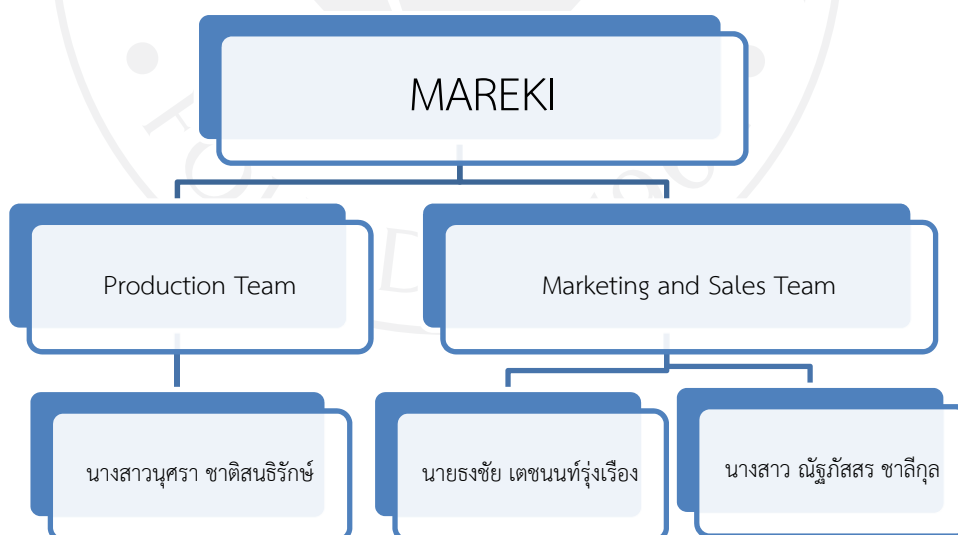 MAREKI
Production Team
Marketing and Sales Team
นางสาวนุศรา ชาติสนธิรักษ์
นายธงชัย เตชนนท์รุ่งเรือง
นางสาว ณัฐภัสสร ชาลีกุล